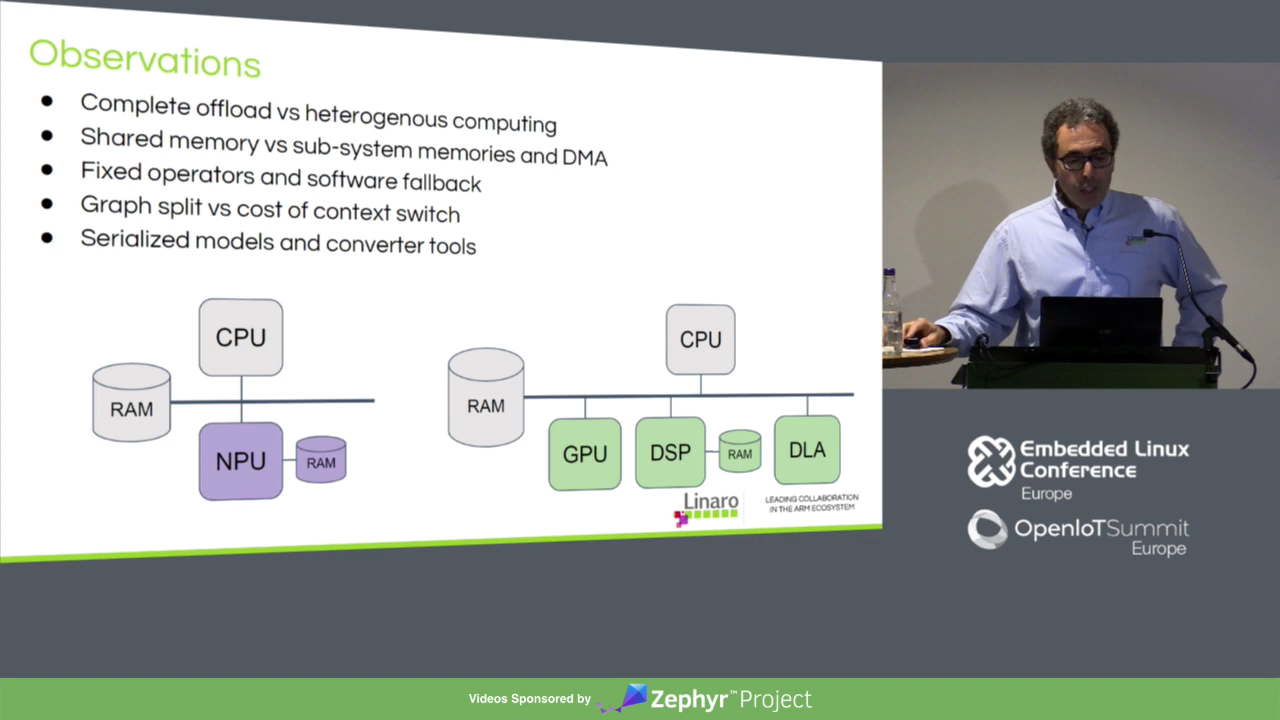 Observations
Complete offload vs heterogenous computing
Shared memory vs sub-system memories and DMA
Fixed operators and software fallback
Graph split vs cost of context switch
Serialized models and converter tools
CPU
RAM
NPU
RAM
CPU
RAM
GPU
DSP
RAM
DLA
Linaro
LEADING COLLABORATION
IN THE ARM ECOSYSTEM
Linaro
Embedded Linux
Conference
Europe
OpenIoTSummit
Europe
Videos Sponsored by Zephyr™Project